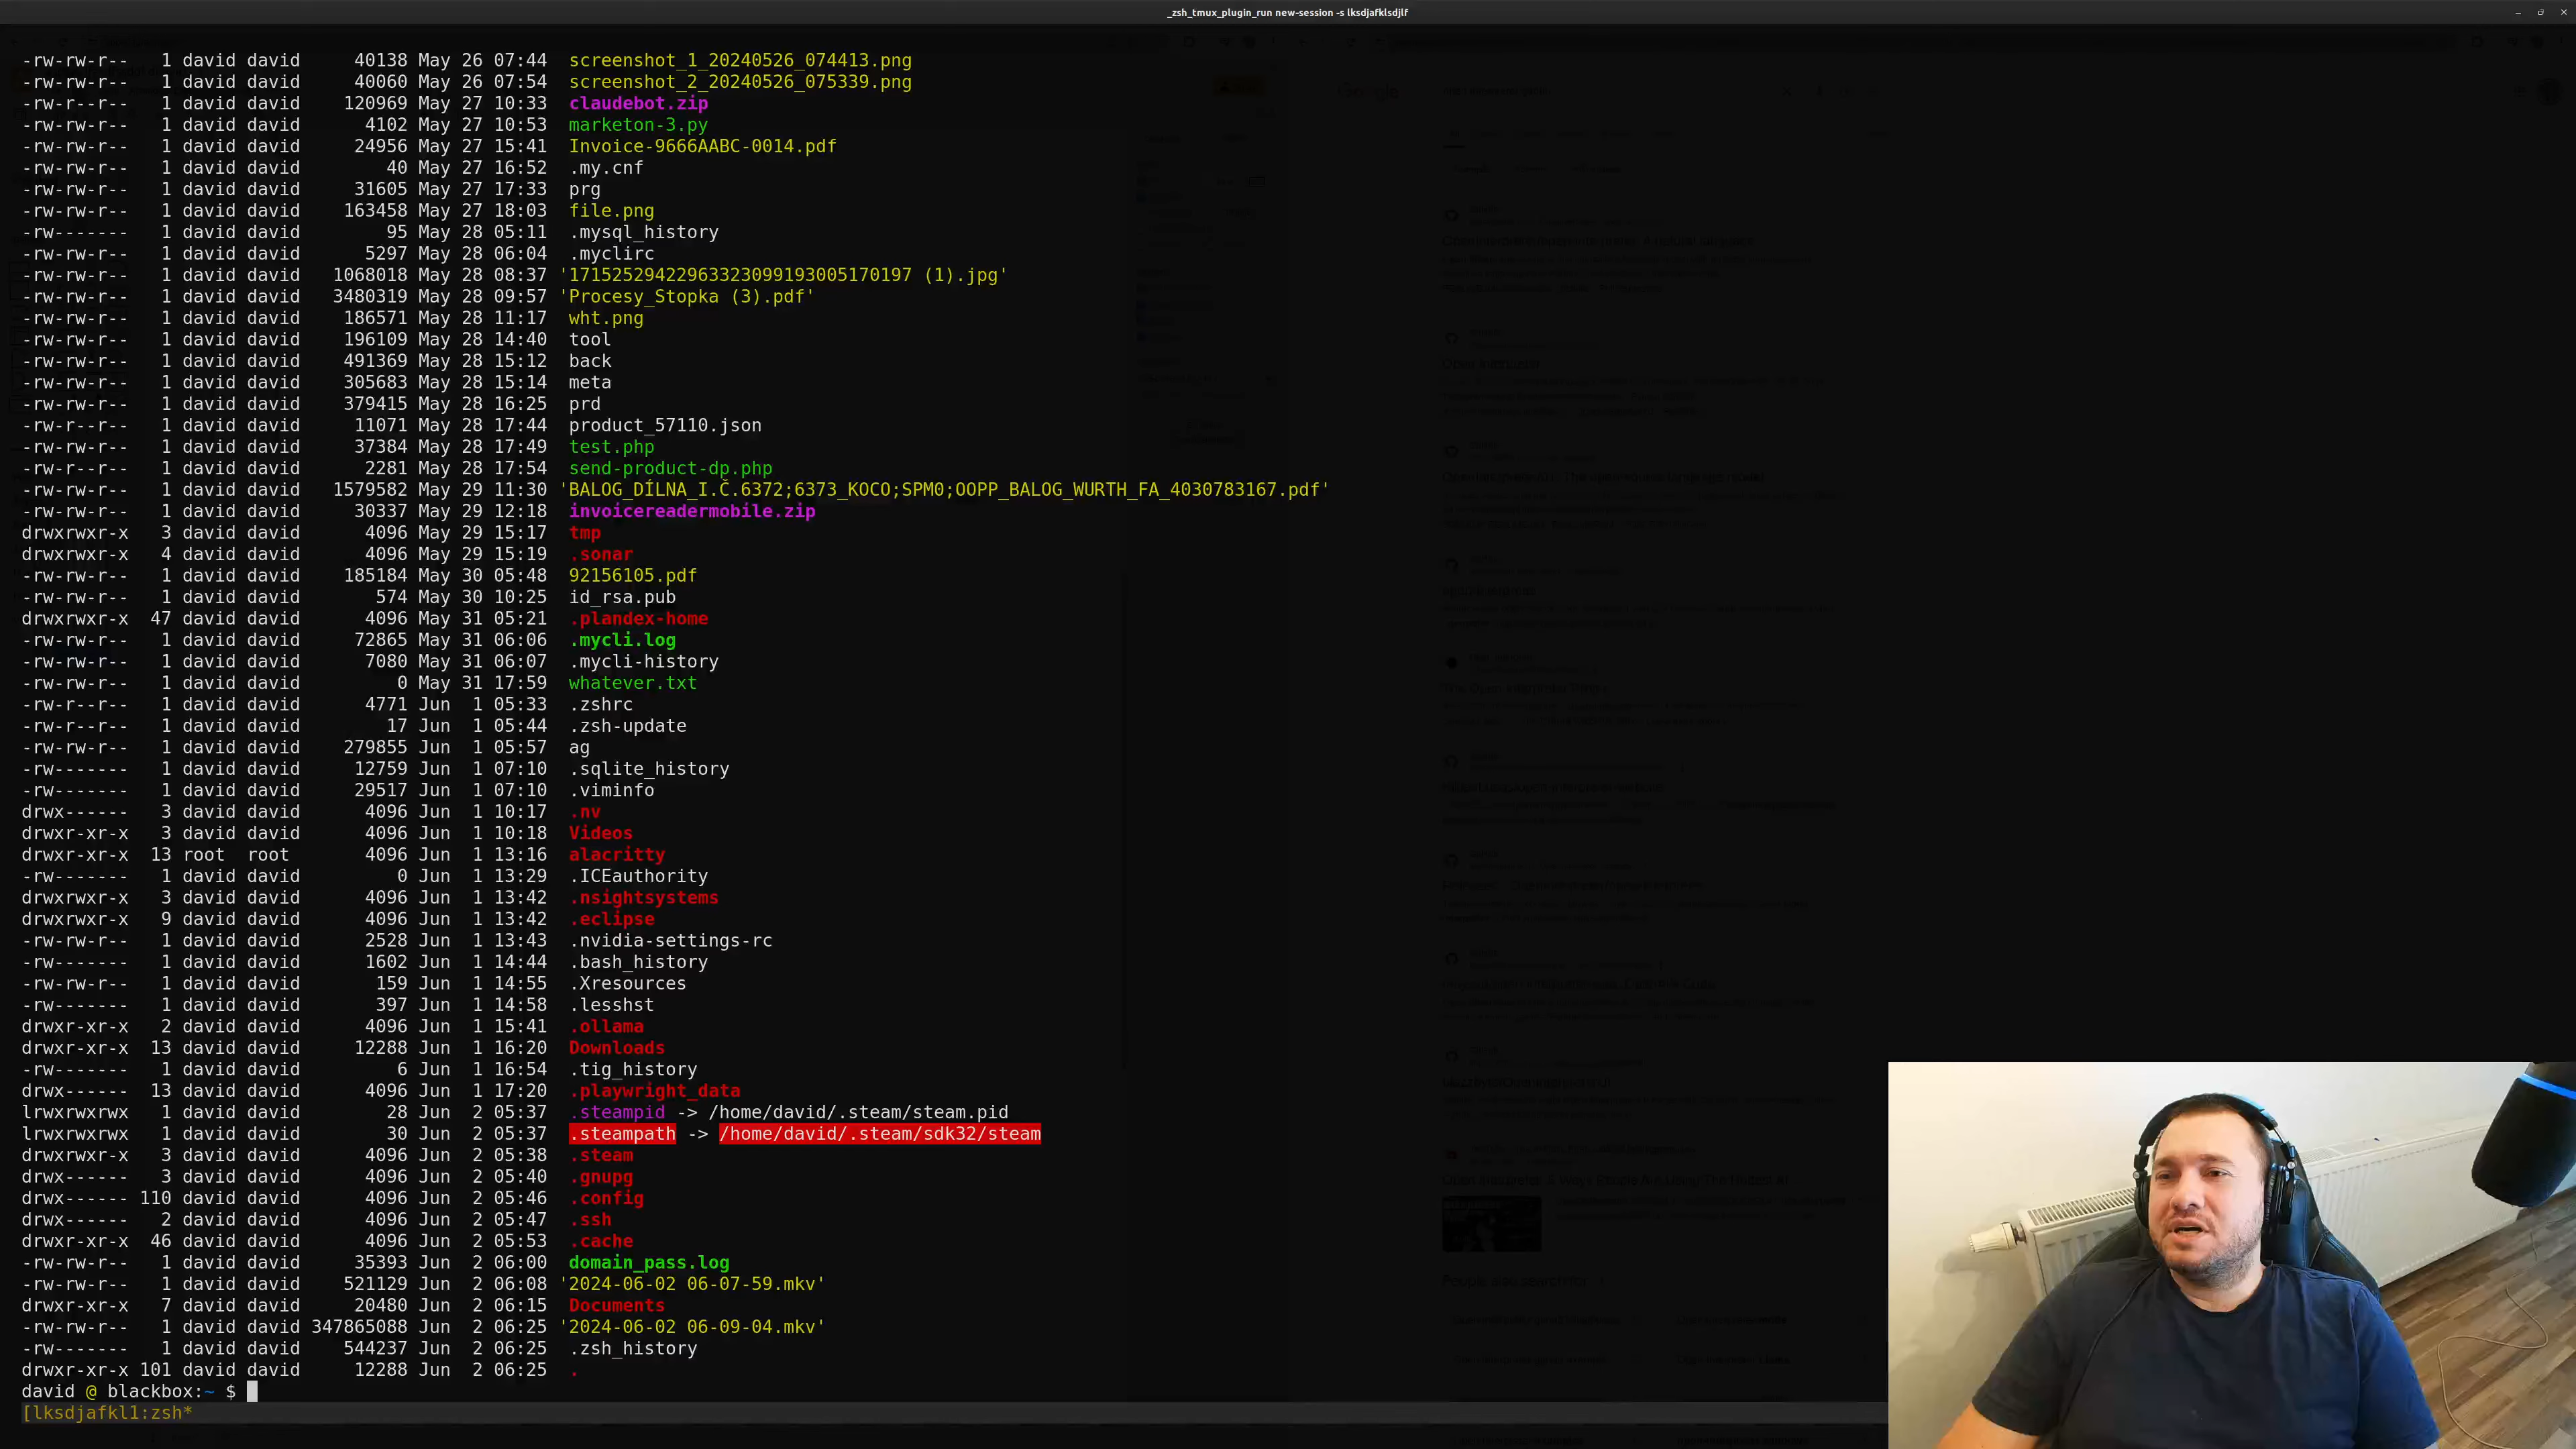 _zsh_tmux_plugin_run new-session -s lksdjafklsdjlf
-rw-rw-r-- 1 david david 40138 May 26 07:44 screenshot_1_20240526_074413.png
-rw-rw-r-- 1 david david 40060 May 26 07:54 screenshot_2_20240526_075339.png
-rw-r--r-- 1 david david 120969 May 27 10:33 claudebot.zip
-rw-rw-r-- 1 david david 4102 May 27 10:53 marketon-3.py
-rw-rw-r-- 1 david david 24956 May 27 15:41 Invoice-9666AABC-0014.pdf
-rw-rw-r-- 1 david david 40 May 27 16:52 .my.cnf
-rw-rw-r-- 1 david david 31605 May 27 17:33 prg
-rw-rw-r-- 1 david david 163458 May 27 18:03 file.png
-rw------- 1 david david 95 May 28 05:11 .mysql_history
-rw-rw-r-- 1 david david 5297 May 28 06:04 .myclirc
-rw-rw-r-- 1 david david 1068018 May 28 08:37 '17152529422963323099193005170197 (1).jpg'
-rw-rw-r-- 1 david david 3480319 May 28 09:57 'Procesy_Stopka (3).pdf'
-rw-rw-r-- 1 david david 186571 May 28 11:17 wht.png
-rw-rw-r-- 1 david david 196109 May 28 14:40 tool
-rw-rw-r-- 1 david david 491369 May 28 15:12 back
-rw-rw-r-- 1 david david 305683 May 28 15:14 meta
-rw-rw-r-- 1 david david 379415 May 28 16:25 prd
-rw-r--r-- 1 david david 11071 May 28 17:44 product_57110.json
-rw-rw-r-- 1 david david 37384 May 28 17:49 test.php
-rw-r--r-- 1 david david 2281 May 28 17:54 send-product-dp.php
-rw-rw-r-- 1 david david 1579582 May 29 11:30 'BALOG_DÍLNA_I.Č.6372;6373_KOCO;SPM0;OOPP_BALOG_WURTH_FA_4030783167.pdf'
-rw-r--r-- 1 david david 30337 May 29 12:18 invoicereadermobile.zip
drwxrwxr-x 3 david david 4096 May 29 15:17 tmp
drwxrwxr-x 4 david david 4096 May 29 15:19 .sonar
-rw-rw-r-- 1 david david 185184 May 30 05:48 92156105.pdf
-rw-rw-r-- 1 david david 574 May 30 10:25 id_rsa.pub
drwxrwxr-x 47 david david 4096 May 31 05:21 .plandex-home
-rw-rw-r-- 1 david david 72865 May 31 06:06 .mycli.log
-rw-rw-r-- 1 david david 7080 May 31 06:07 .mycli-history
-rw-rw-r-- 1 david david 0 May 31 17:59 whatever.txt
-rw-r--r-- 1 david david 4771 Jun 1 05:33 .zshrc
-rw-r--r-- 1 david david 17 Jun 1 05:44 .zsh-update
-rw-rw-r-- 1 david david 279855 Jun 1 05:57 ag
-rw------- 1 david david 12759 Jun 1 07:10 .sqlite_history
-rw------- 1 david david 29517 Jun 1 07:10 .viminfo
drwx------ 3 david david 4096 Jun 1 10:17 .nv
drwxr-xr-x 3 david david 4096 Jun 1 10:18 Videos
drwxr-xr-x 13 root root 4096 Jun 1 13:16 alacritty
-rw------- 1 david david 0 Jun 1 13:29 .ICEauthority
drwxrwxr-x 3 david david 4096 Jun 1 13:42 .nsightsystems
drwxrwxr-x 9 david david 4096 Jun 1 13:42 .eclipse
-rw-rw-r-- 1 david david 2528 Jun 1 13:43 .nvidia-settings-rc
-rw------- 1 david david 1602 Jun 1 14:44 .bash_history
-rw-rw-r-- 1 david david 159 Jun 1 14:55 .Xresources
-rw------- 1 david david 397 Jun 1 14:58 .lesshst
drwxr-xr-x 2 david david 4096 Jun 1 15:41 .ollama
drwxr-xr-x 13 david david 12288 Jun 1 16:20 Downloads
-rw------- 1 david david 6 Jun 1 16:54 .tig_history
drwx------ 13 david david 4096 Jun 1 17:20 .playwright_data
lrwxrwxrwx 1 david david 28 Jun 2 05:37 .steampid -> /home/david/.steam/steam.pid
lrwxrwxrwx 1 david david 30 Jun 2 05:37 .steampath -> /home/david/.steam/sdk32/steam
drwxrwxr-x 3 david david 4096 Jun 2 05:38 .steam
drwx------ 3 david david 4096 Jun 2 05:40 .gnupg
drwx------ 110 david david 4096 Jun 2 05:46 .config
drwx------ 2 david david 4096 Jun 2 05:47 .ssh
drwxr-xr-x 46 david david 4096 Jun 2 05:53 .cache
-rw-rw-r-- 1 david david 35393 Jun 2 06:00 domain_pass.log
-rw-rw-r-- 1 david david 521129 Jun 2 06:08 '2024-06-02 06-07-59.mkv'
drwxr-xr-x 7 david david 20480 Jun 2 06:15 Documents
-rw-rw-r-- 1 david david 347865088 Jun 2 06:25 '2024-06-02 06-09-04.mkv'
-rw------- 1 david david 544237 Jun 2 06:25 .zsh_history
drwxr-xr-x 101 david david 12288 Jun 2 06:25 .
david @ blackbox:~ $
[lksdjafkl1:zsh*